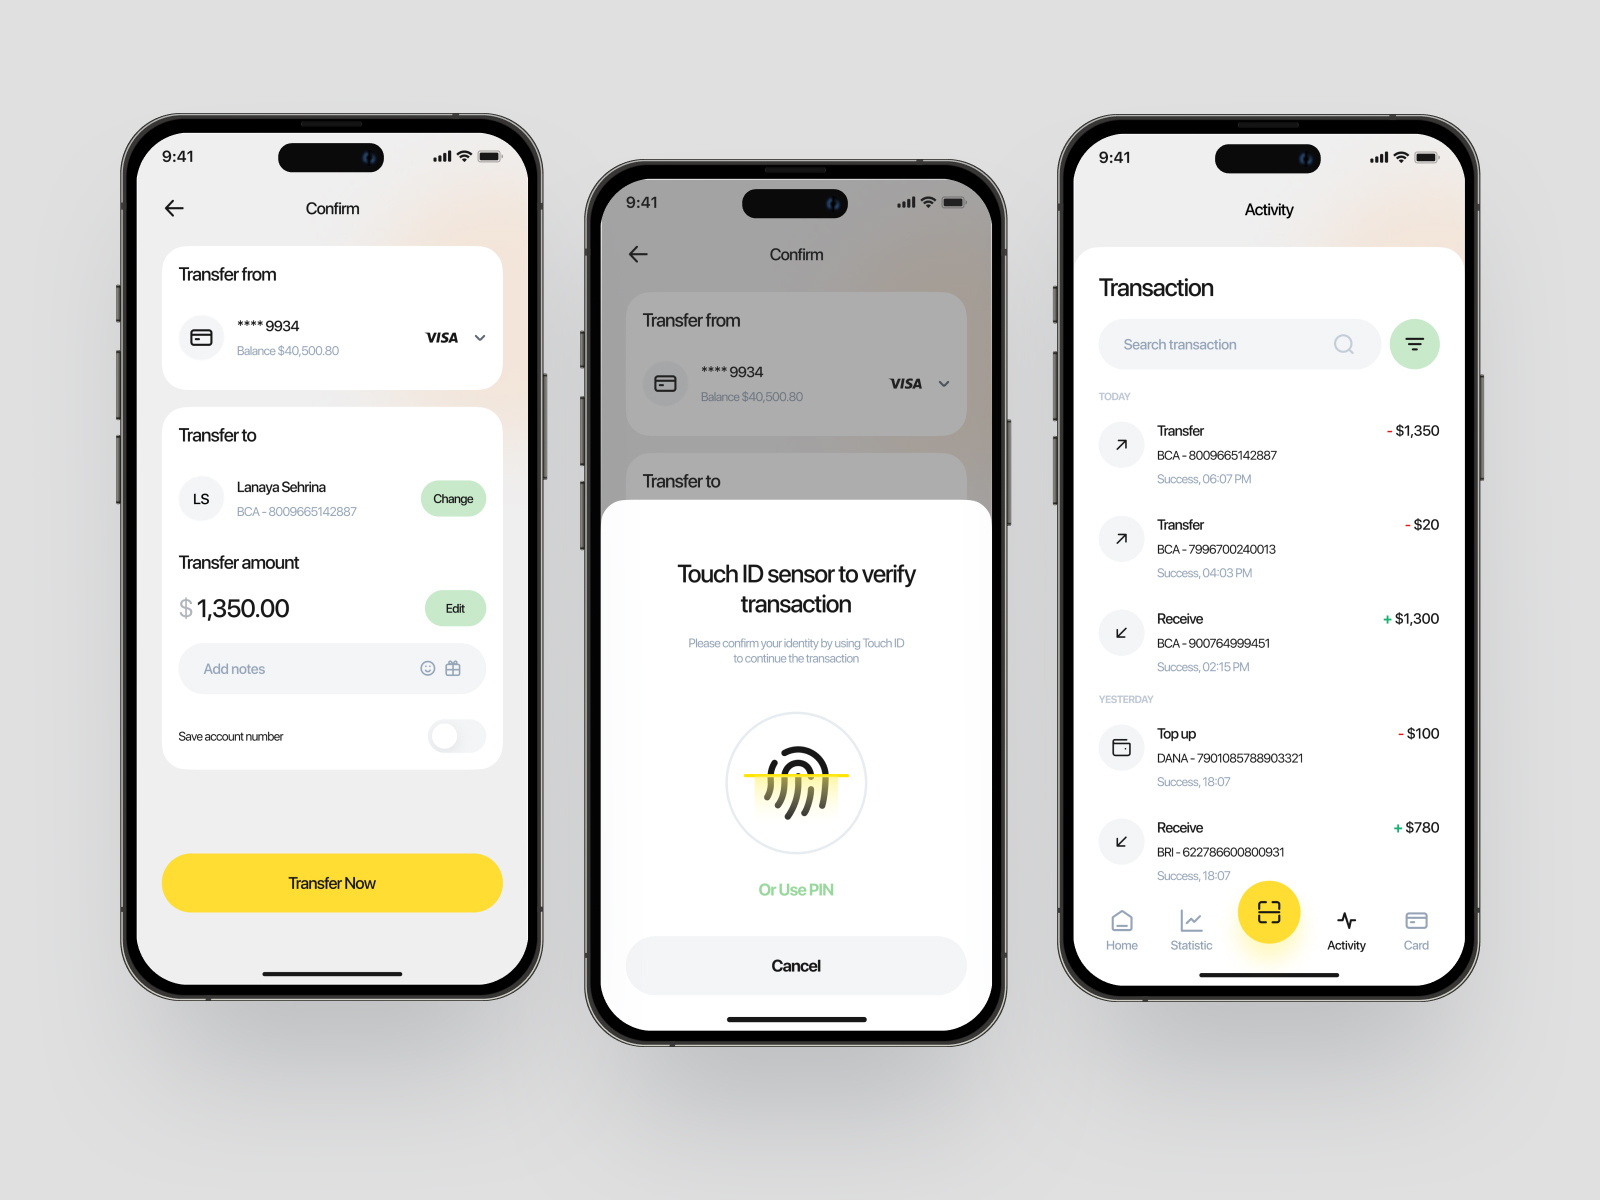 9:41
Confirm
Transfer from
**** 9934
VISA
Balance $40,500.80
Transfer to
LS
Lanaya Sehrina
BCA - 8009665142887
Change
Transfer amount
$ 1,350.00
Edit
Add notes
Save account number
Transfer Now
9:41
Confirm
Transfer from
**** 9934
VISA
Balance $40,500.80
Transfer to
Touch ID sensor to verify
transaction
Please confirm your identity by using Touch ID
to continue the transaction
Or Use PIN
Cancel
9:41
Activity
Transaction
Search transaction
TODAY
Transfer
- $1,350
BCA - 8009665142887
Success, 06:07 PM
Transfer
- $20
BCA - 7996700240013
Success, 04:03 PM
Receive
+ $1,300
BCA - 900764999451
Success, 02:15 PM
YESTERDAY
Top up
- $100
DANA - 7901085788903321
Success, 18:07
Receive
+ $780
BRI - 622786600800931
Success, 18:07
Home
Statistic
Activity
Card